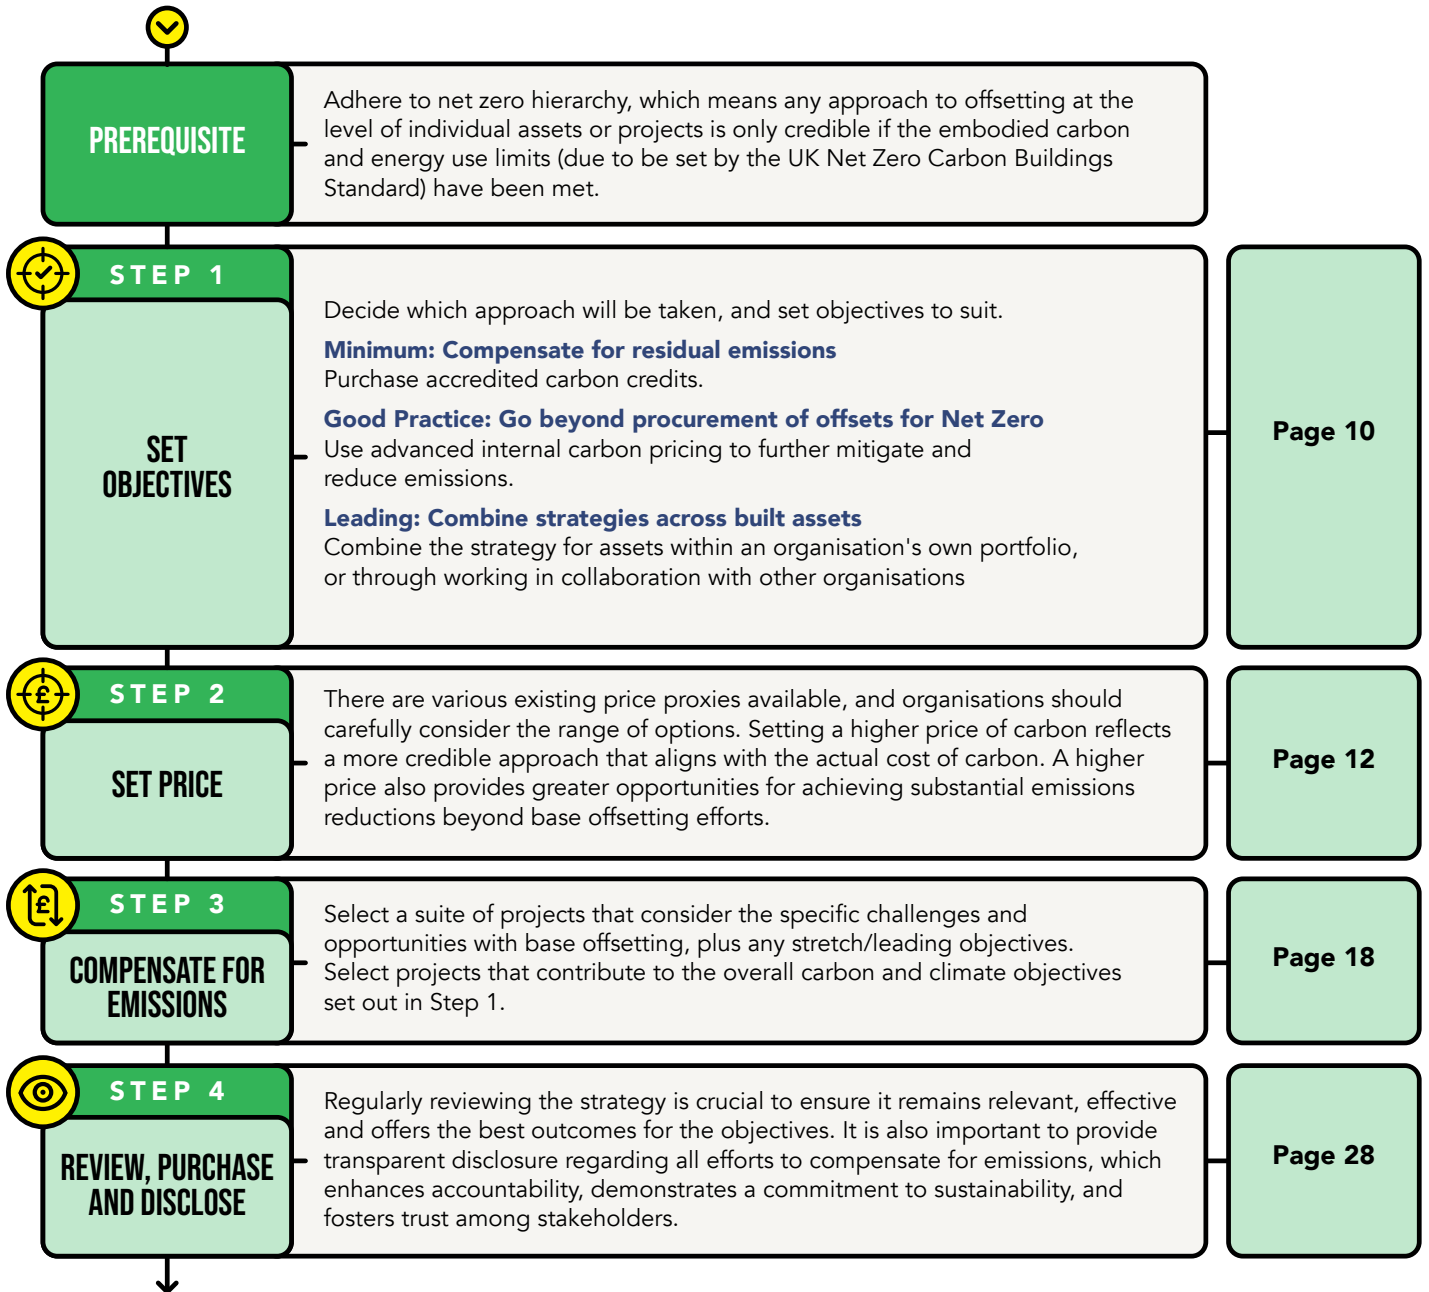 PREREQUISITE
Adhere to net zero hierarchy, which means any approach to offsetting at the
level of individual assets or projects is only credible if the embodied carbon
and energy use limits (due to be set by the UK Net Zero Carbon Buildings
Standard) have been met.
STEP 1
SET
OBJECTIVES
Decide which approach will be taken, and set objectives to suit.
Minimum: Compensate for residual emissions
Purchase accredited carbon credits.
Good Practice: Go beyond procurement of offsets for Net Zero
Use advanced internal carbon pricing to further mitigate and
reduce emissions.
Leading: Combine strategies across built assets
Combine the strategy for assets within an organisation's own portfolio,
or through working in collaboration with other organisations
Page 10
£
STEP 2
SET PRICE
There are various existing price proxies available, and organisations should
carefully consider the range of options. Setting a higher price of carbon reflects
a more credible approach that aligns with the actual cost of carbon. A higher
price also provides greater opportunities for achieving substantial emissions
reductions beyond base offsetting efforts.
Page 12
£
STEP 3
COMPENSATE FOR
EMISSIONS
Select a suite of projects that consider the specific challenges and
opportunities with base offsetting, plus any stretch/leading objectives.
Select projects that contribute to the overall carbon and climate objectives
set out in Step 1.
Page 18
STEP 4
REVIEW, PURCHASE
AND DISCLOSE
Regularly reviewing the strategy is crucial to ensure it remains relevant, effective
and offers the best outcomes for the objectives. It is also important to provide
transparent disclosure regarding all efforts to compensate for emissions, which
enhances accountability, demonstrates a commitment to sustainability, and
fosters trust among stakeholders.
Page 28